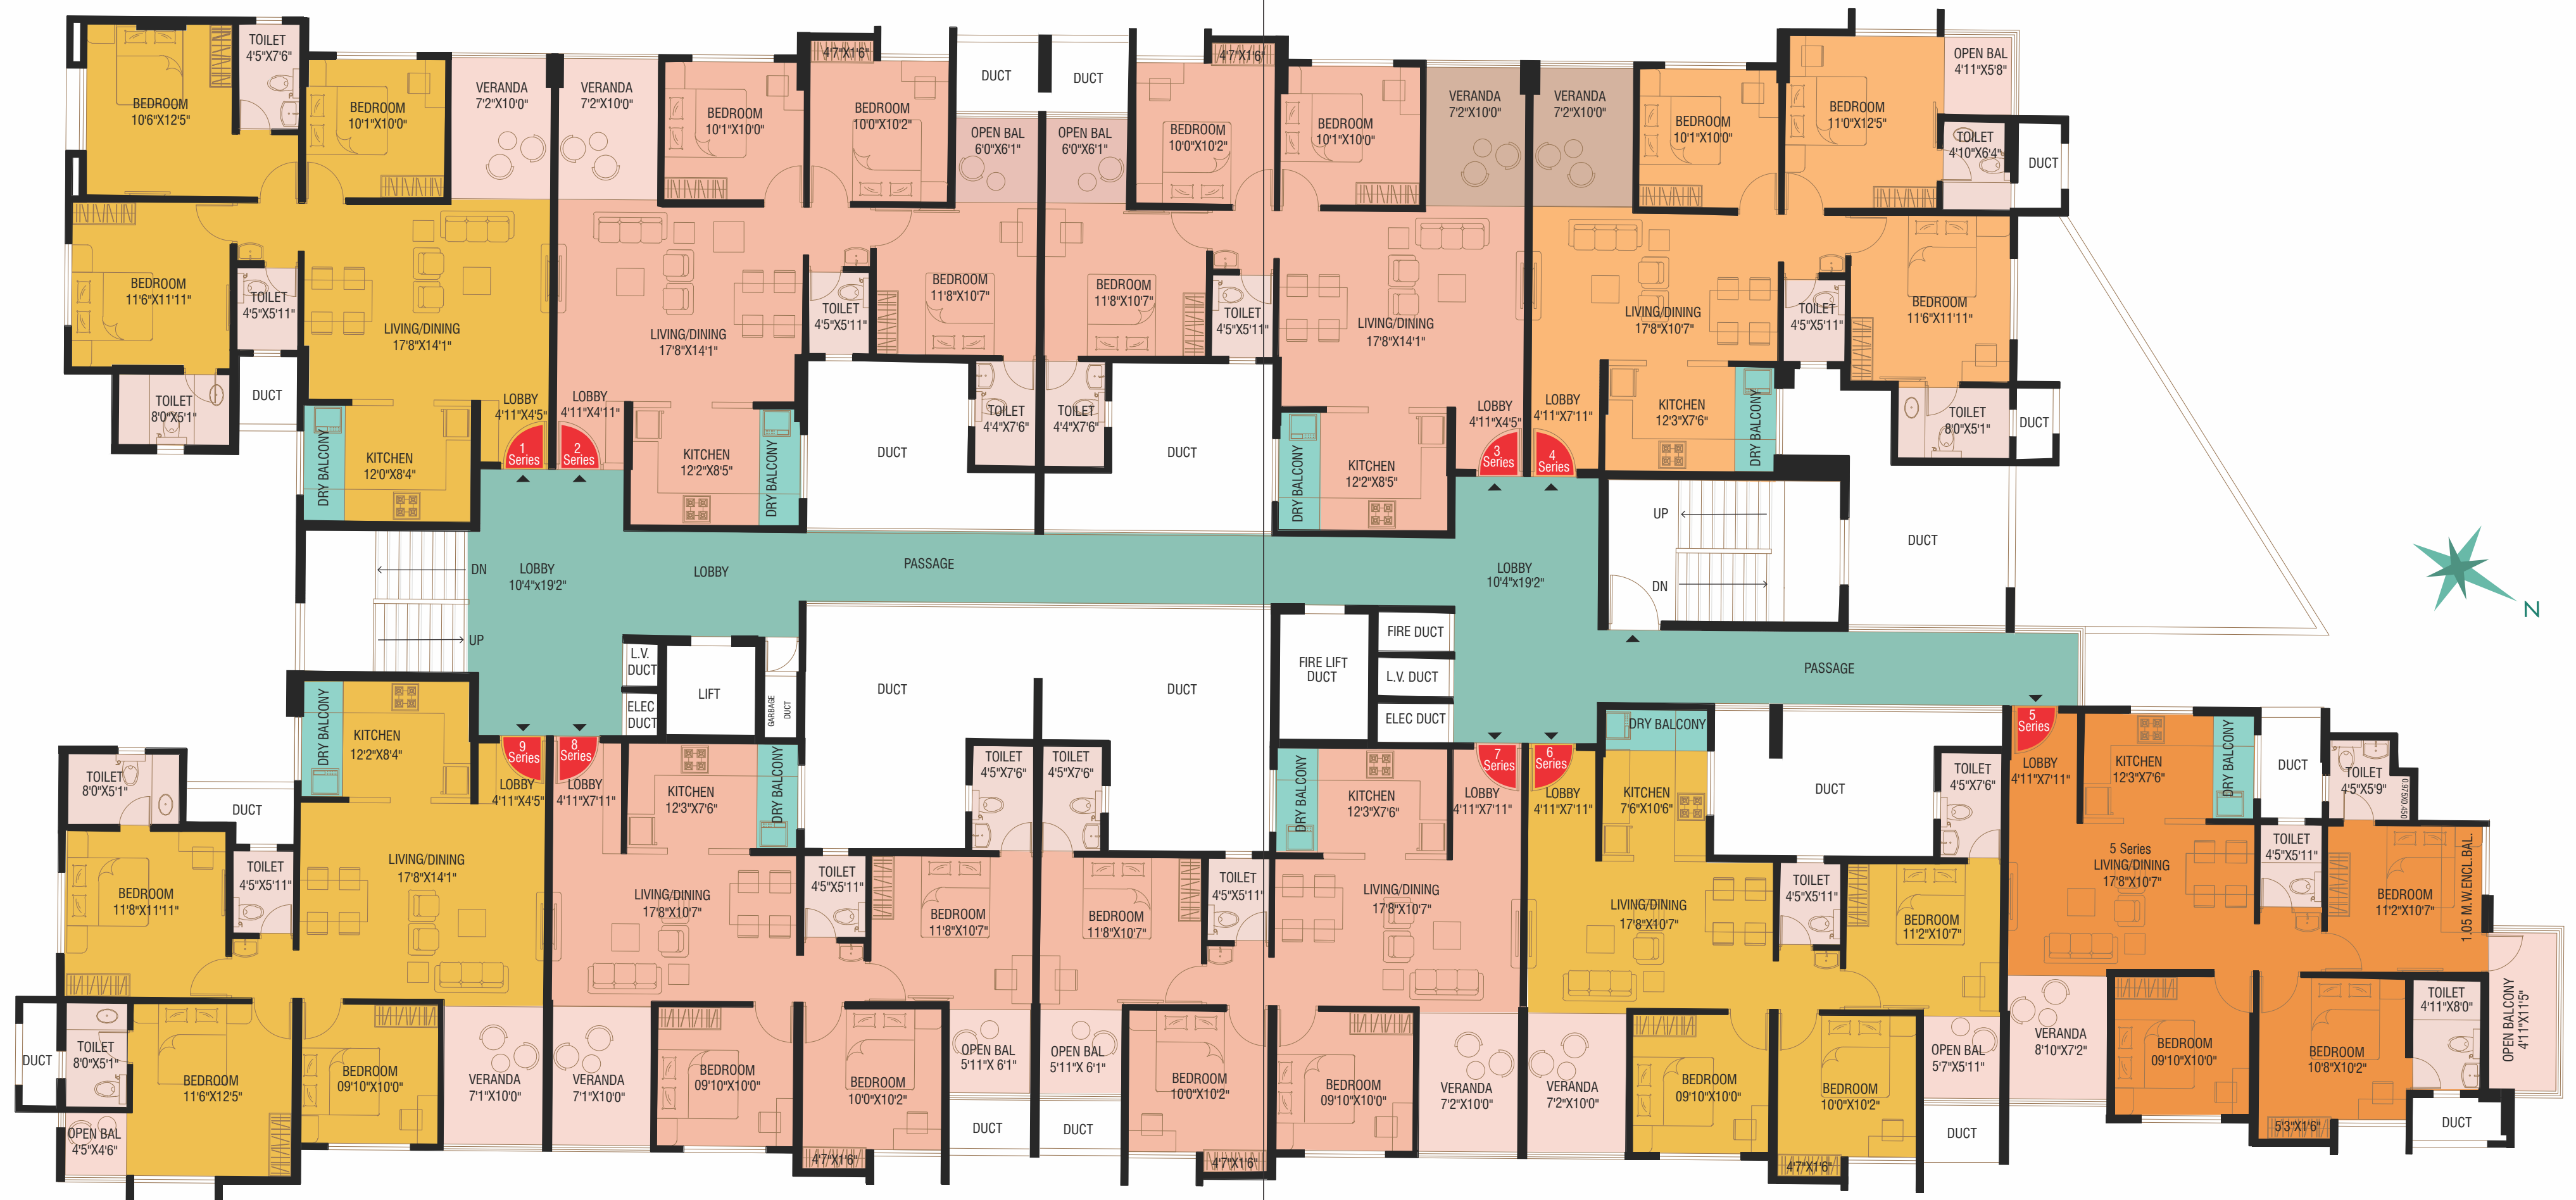 BEDROOM
10'6"X12'5"
TOILET
4'5"X7'6"
BEDROOM
10'1"X10'0"
VERANDA
7'2"X10'0"
VERANDA
7'2"X10'0"
BEDROOM
10'1"X10'0"
4'7"X1'6"
BEDROOM
10'0"X10'2"
DUCT
DUCT
OPEN BAL
6'0"X6'1"
OPEN BAL
6'0"X6'1"
4'7"X1'6"
BEDROOM
10'0"X10'2"
BEDROOM
10'1"X10'0"
VERANDA
7'2"X10'0"
VERANDA
7'2"X10'0"
BEDROOM
10'1"X10'0"
BEDROOM
11'0"X12'5"
OPEN BAL
4'11"X5'8"
TOILET
4'10"X6'4"
DUCT
BEDROOM
11'6"X11'11"
TOILET
4'5"X5'11"
LIVING/DINING
17'8"X14'1"
LIVING/DINING
17'8"X14'1"
TOILET
4'5"X5'11"
BEDROOM
11'8"X10'7"
BEDROOM
11'8"X10'7"
TOILET
4'5"X5'11"
LIVING/DINING
17'8"X14'1"
LIVING/DINING
17'8"X10'7"
TOILET
4'5"X5'11"
BEDROOM
11'6"X11'11"
TOILET
8'0"X5'1"
DUCT
LOBBY
4'11"X4'5"
LOBBY
4'11"X4'11"
1
Series
2
Series
DRY BALCONY
KITCHEN
12'0"X8'4"
KITCHEN
12'2"X8'5"
DRY BALCONY
DUCT
TOILET
4'4"X7'6"
TOILET
4'4"X7'6"
DUCT
DRY BALCONY
KITCHEN
12'2"X8'5"
LOBBY
4'11"X4'5"
LOBBY
4'11"X7'11"
3
Series
4
Series
KITCHEN
12'3"X7'6"
DRY BALCONY
TOILET
8'0"X5'1"
DUCT
DN
UP
LOBBY
10'4"x19'2"
LOBBY
PASSAGE
LOBBY
10'4"x19'2"
UP
DN
DUCT
N
L.V.
DUCT
ELEC
DUCT
LIFT
GARBAGE
DUCT
DUCT
DUCT
FIRE LIFT
DUCT
FIRE DUCT
L.V. DUCT
ELEC DUCT
PASSAGE
TOILET
8'0"X5'1"
DUCT
DRY BALCONY
KITCHEN
12'2"X8'4"
9
Series
8
Series
LOBBY
4'11"X4'5"
LOBBY
4'11"X7'11"
KITCHEN
12'3"X7'6"
DRY BALCONY
TOILET
4'5"X7'6"
TOILET
4'5"X7'6"
DRY BALCONY
KITCHEN
12'3"X7'6"
7
Series
6
Series
LOBBY
4'11"X7'11"
LOBBY
4'11"X7'11"
DRY BALCONY
KITCHEN
7'6"X10'6"
DUCT
TOILET
4'5"X7'6"
5
Series
LOBBY
4'11"X7'11"
KITCHEN
12'3"X7'6"
DRY BALCONY
DUCT
TOILET
4'5"X5'9"
0.975X0.450
BEDROOM
11'8"X11'11"
TOILET
4'5"X5'11"
LIVING/DINING
17'8"X14'1"
LIVING/DINING
17'8"X10'7"
TOILET
4'5"X5'11"
BEDROOM
11'8"X10'7"
BEDROOM
11'8"X10'7"
TOILET
4'5"X5'11"
LIVING/DINING
17'8"X10'7"
LIVING/DINING
17'8"X10'7"
TOILET
4'5"X5'11"
BEDROOM
11'2"X10'7"
5 Series
LIVING/DINING
17'8"X10'7"
TOILET
4'5"X5'11"
BEDROOM
11'2"X10'7"
1.05 M.W.ENCL.BAL.
DUCT
TOILET
8'0"X5'1"
OPEN BAL
4'5"X4'6"
BEDROOM
11'6"X12'5"
BEDROOM
09'10"X10'0"
VERANDA
7'1"X10'0"
VERANDA
7'1"X10'0"
BEDROOM
09'10"X10'0"
4'7"X1'6"
BEDROOM
10'0"X10'2"
OPEN BAL
5'11"X 6'1"
DUCT
OPEN BAL
5'11"X 6'1"
DUCT
BEDROOM
10'0"X10'2"
4'7"X1'6"
BEDROOM
09'10"X10'0"
VERANDA
7'2"X10'0"
VERANDA
7'2"X10'0"
BEDROOM
09'10"X10'0"
BEDROOM
10'0"X10'2"
4'7"X1'6"
OPEN BAL
5'7"X5'11"
DUCT
VERANDA
8'10"X7'2"
BEDROOM
09'10"X10'0"
BEDROOM
10'8"X10'2"
5'3"X1'6"
TOILET
4'11"X8'0"
DUCT
OPEN BALCONY
4'11"X11'5"